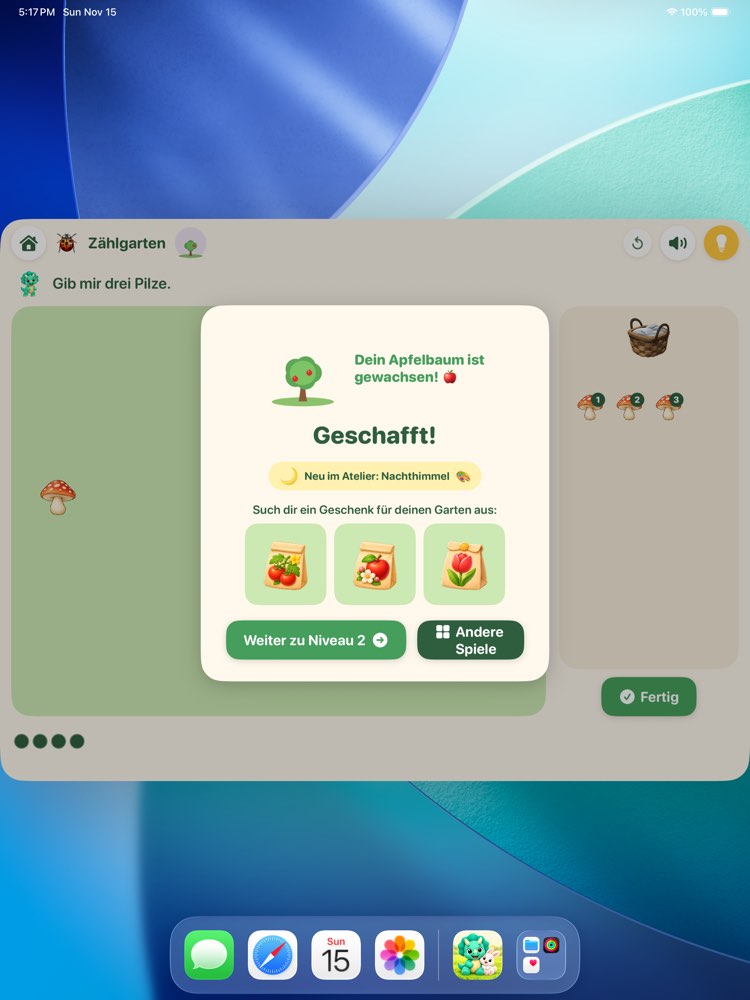 5:17 PM Sun Nov 15
100%
Zählgarten
Gib mir drei Pilze.
1 2 3
Dein Apfelbaum ist
gewachsen!
Geschafft!
Neu im Atelier: Nachthimmel
Such dir ein Geschenk für deinen Garten aus:
Weiter zu Niveau 2
Andere
Spiele
Fertig
Sun
15